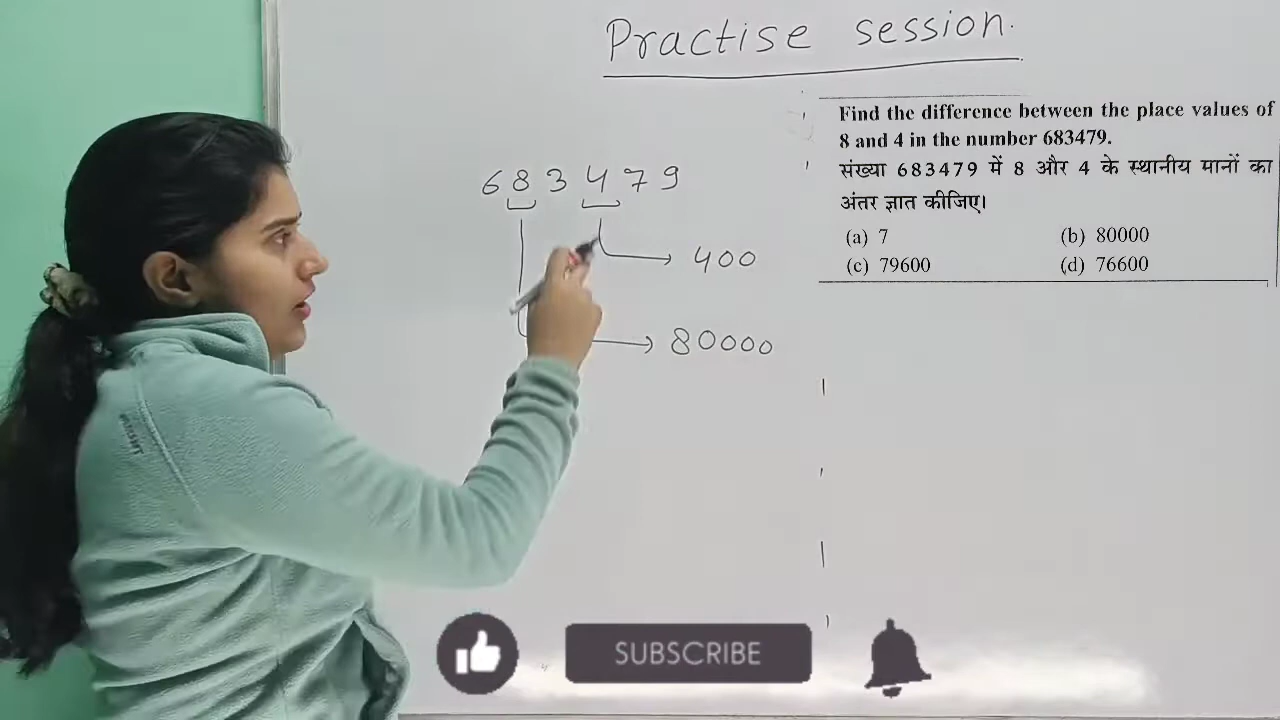 Practise session.
Find the difference between the place values of
8 and 4 in the number 683479.
संख्या 683479 में 8 और 4 के स्थानीय मानों का
अंतर ज्ञात कीजिए।
(a) 7 (b) 80000
(c) 79600 (d) 76600
683479
400
80000
SUBSCRIBE